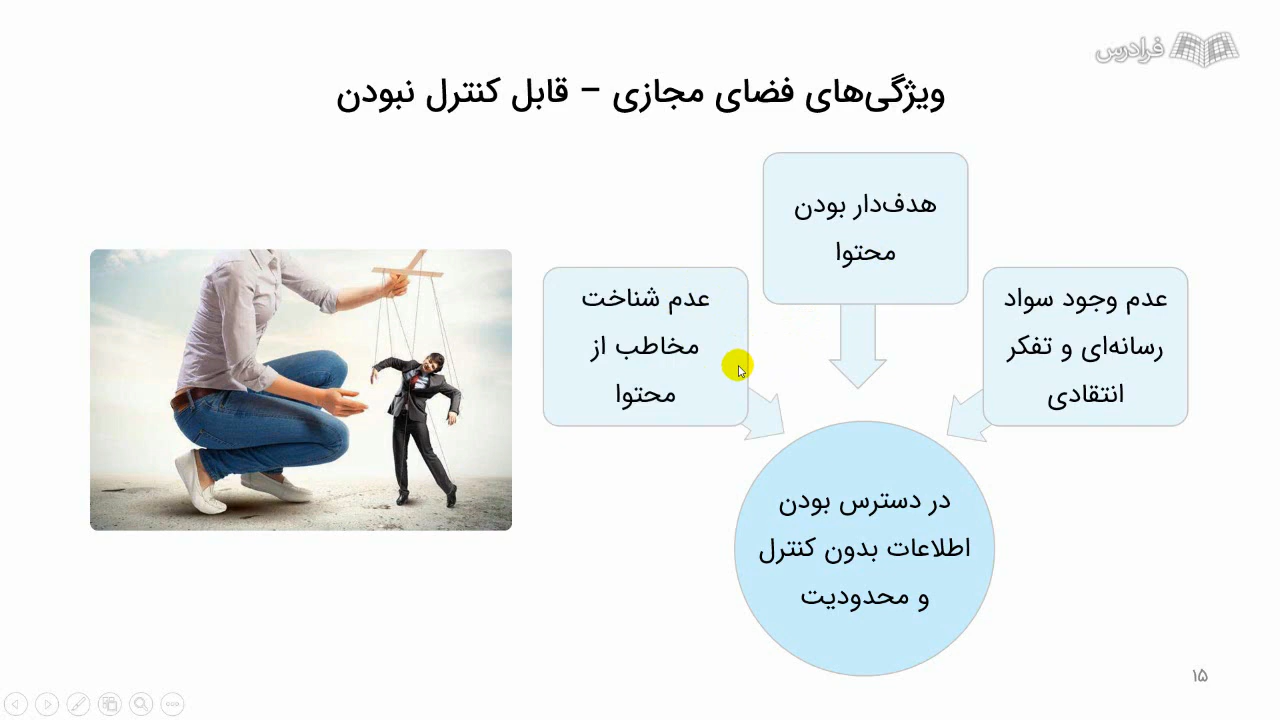 فرادرس
ویژگی‌های فضای مجازی – قابل کنترل نبودن
هدف‌دار بودن
محتوا
عدم وجود سواد
رسانه‌ای و تفکر
انتقادی
عدم شناخت
مخاطب از
محتوا
در دسترس بودن
اطلاعات بدون کنترل
و محدودیت
۱۵